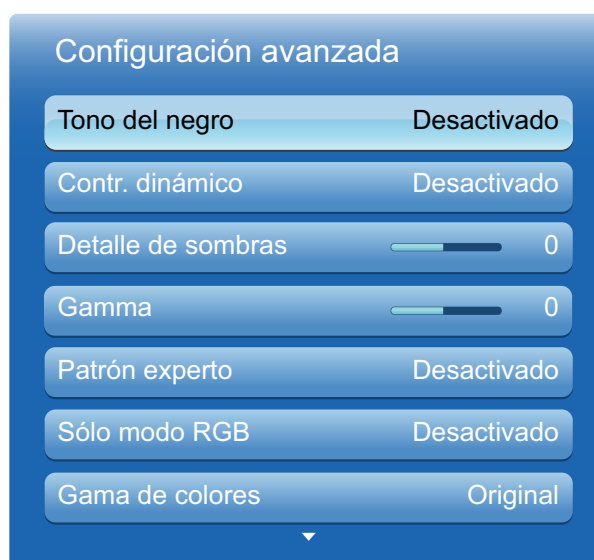 Configuración avanzada
Tono del negro Desactivado
Contr. dinámico Desactivado
Detalle de sombras 0
Gamma 0
Patrón experto Desactivado
Sólo modo RGB Desactivado
Gama de colores Original